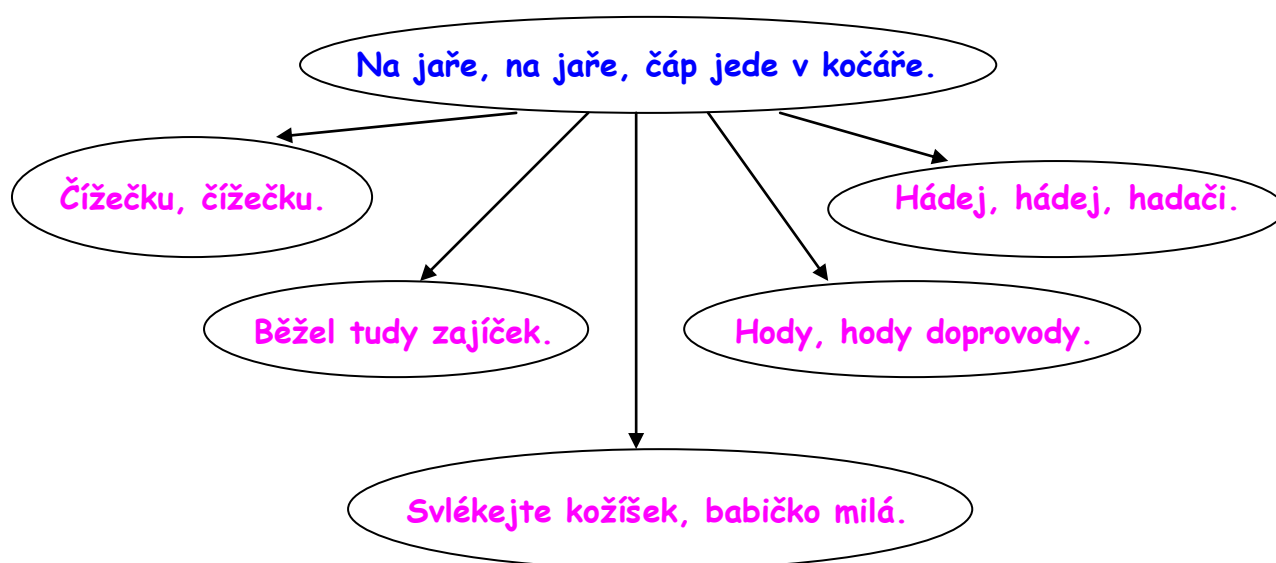 Na jaře, na jaře, čáp jede v kočáře.
Čížečku, čížečku.
Hádej, hádej, hadači.
Běžel tudy zajíček.
Hody, hody doprovody.
Svlékejte kožíšek, babičko milá.